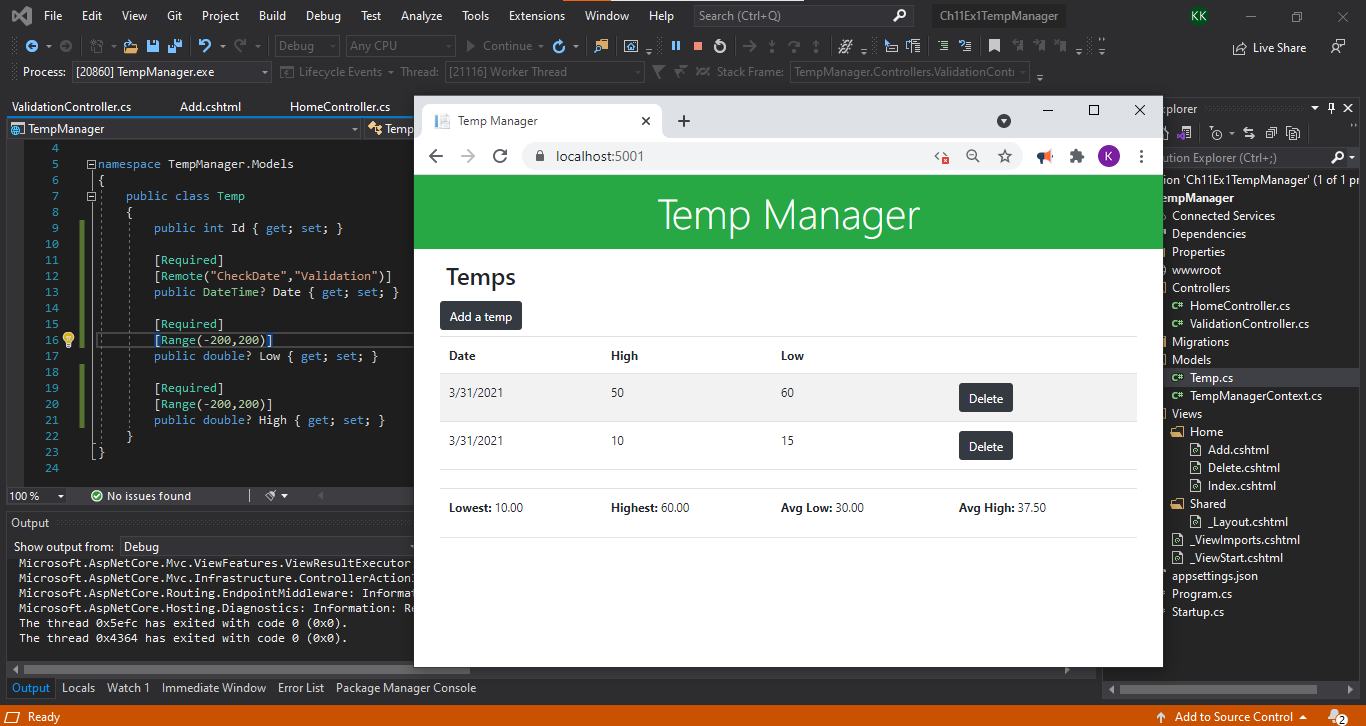 File Edit View Git Project Build Debug Test Analyze Tools Extensions Window Help Search (Ctrl+Q) Ch11Ex1TempManager KK
Debug Any CPU Continue Live Share
Process: [20860] TempManager.exe Lifecycle Events Thread: [21116] Worker Thread Stack Frame: TempManager.Controllers.ValidationContr
ValidationController.cs Add.cshtml HomeController.cs
TempManager Temp
4
5 namespace TempManager.Models
6 {
7 public class Temp
8 {
9 public int Id { get; set; }
10
11 [Required]
12 [Remote("CheckDate","Validation")]
13 public DateTime? Date { get; set; }
14
15 [Required]
16 [Range(-200,200)]
17 public double? Low { get; set; }
18
19 [Required]
20 [Range(-200,200)]
21 public double? High { get; set; }
22 }
23 }
24
100 % No issues found
Output
Show output from: Debug
Microsoft.AspNetCore.Mvc.ViewFeatures.ViewResultExecutor
Microsoft.AspNetCore.Mvc.Infrastructure.ControllerActionI
Microsoft.AspNetCore.Routing.EndpointMiddleware: Informat
Microsoft.AspNetCore.Hosting.Diagnostics: Information: Re
The thread 0x5efc has exited with code 0 (0x0).
The thread 0x4364 has exited with code 0 (0x0).
Output Locals Watch 1 Immediate Window Error List Package Manager Console
Ready Add to Source Control 2
Temp Manager
localhost:5001 K
Temp Manager
Temps
Add a temp
Date High Low
3/31/2021 50 60 Delete
3/31/2021 10 15 Delete
Lowest: 10.00 Highest: 60.00 Avg Low: 30.00 Avg High: 37.50
xplorer
ution Explorer (Ctrl+;)
ion 'Ch11Ex1TempManager' (1 of 1 pr
empManager
Connected Services
Dependencies
Properties
wwwroot
Controllers
C# HomeController.cs
C# ValidationController.cs
Migrations
Models
C# Temp.cs
C# TempManagerContext.cs
Views
Home
Add.cshtml
Delete.cshtml
Index.cshtml
Shared
_Layout.cshtml
_ViewImports.cshtml
_ViewStart.cshtml
appsettings.json
Program.cs
Startup.cs